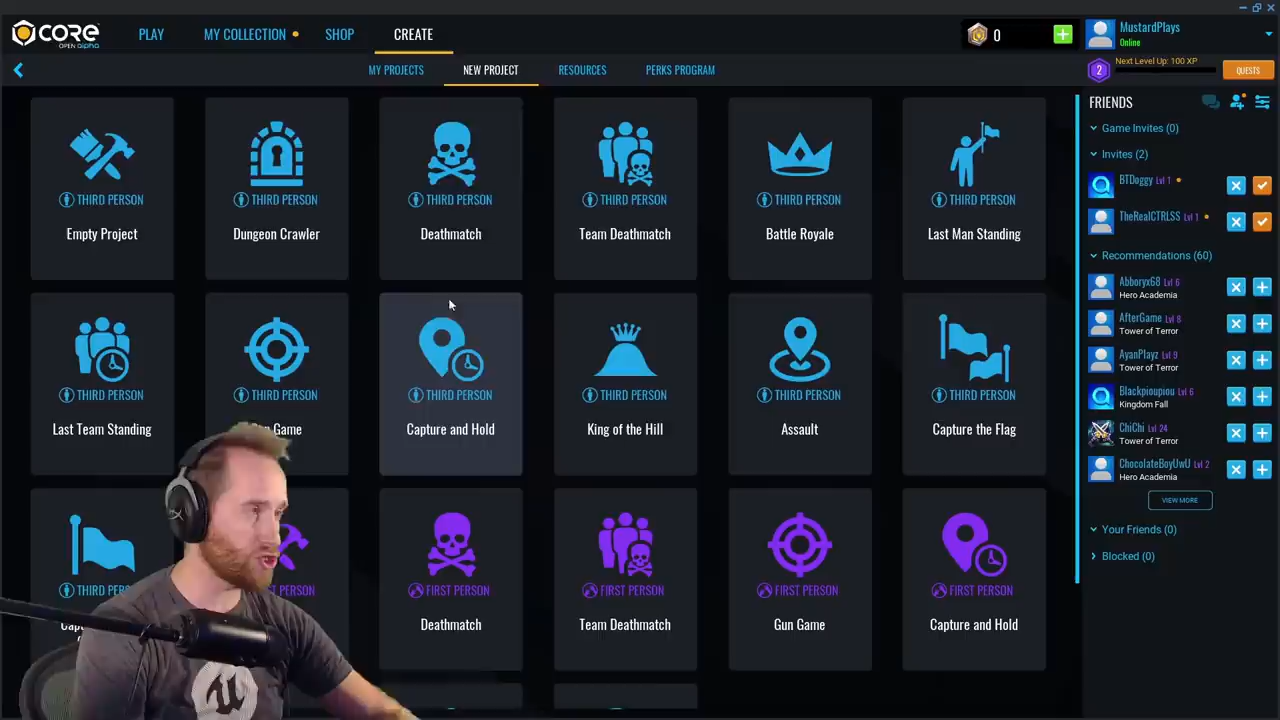 CORE
OPEN alpha
PLAY
MY COLLECTION
SHOP
CREATE
0
MustardPlays
Online
MY PROJECTS
NEW PROJECT
RESOURCES
PERKS PROGRAM
2
Next Level Up: 100 XP
QUESTS
THIRD PERSON
Empty Project
THIRD PERSON
Dungeon Crawler
THIRD PERSON
Deathmatch
THIRD PERSON
Team Deathmatch
THIRD PERSON
Battle Royale
THIRD PERSON
Last Man Standing
THIRD PERSON
Last Team Standing
THIRD PERSON
Game
THIRD PERSON
Capture and Hold
THIRD PERSON
King of the Hill
THIRD PERSON
Assault
THIRD PERSON
Capture the Flag
THIRD
PERSON
FIRST PERSON
Deathmatch
FIRST PERSON
Team Deathmatch
FIRST PERSON
Gun Game
FIRST PERSON
Capture and Hold
FRIENDS
Game Invites (0)
Invites (2)
BTDoggy Lvl 1
TheRealCTRLSS Lvl 1
Recommendations (60)
Abboryx68 Lvl 6
Hero Academia
AfterGame Lvl 8
Tower of Terror
AyanPlayz Lvl 9
Tower of Terror
Blackpioupiou Lvl 6
Kingdom Fall
ChiChi Lvl 24
Tower of Terror
ChocolateBoyUwU Lvl 2
Hero Academia
VIEW MORE
Your Friends (0)
Blocked (0)